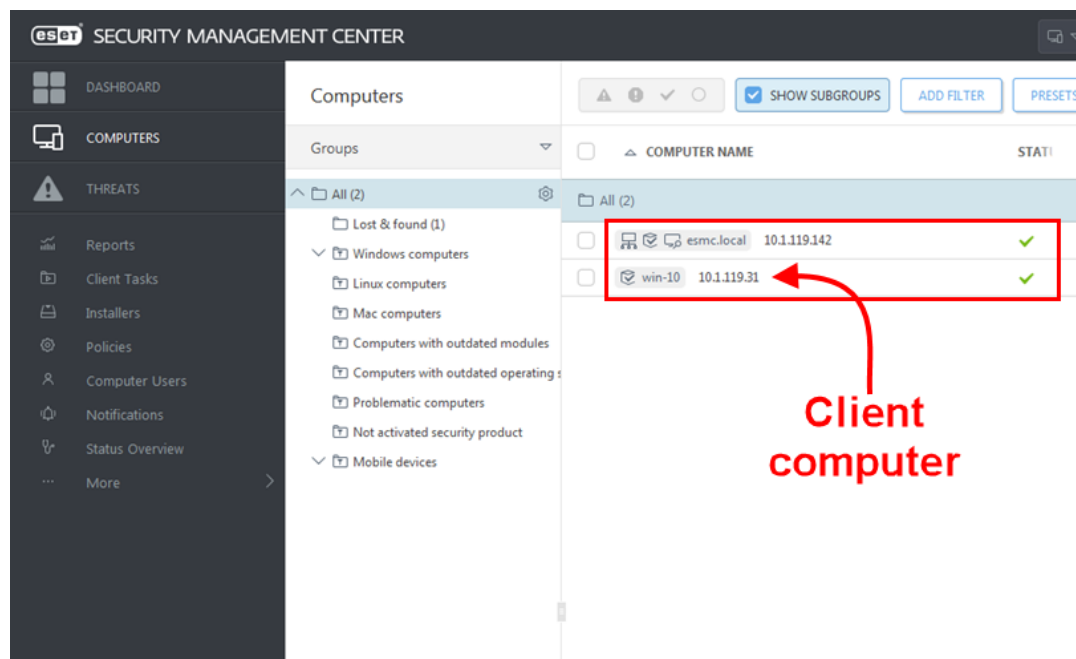 eset SECURITY MANAGEMENT CENTER
DASHBOARD
COMPUTERS
THREATS
Reports
Client Tasks
Installers
Policies
Computer Users
Notifications
Status Overview
More
Computers
Groups
All (2)
Lost & found (1)
Windows computers
Linux computers
Mac computers
Computers with outdated modules
Computers with outdated operating s
Problematic computers
Not activated security product
Mobile devices
SHOW SUBGROUPS ADD FILTER PRESETS
COMPUTER NAME STATU
All (2)
esmc.local 10.1.119.142
win-10 10.1.119.31
Client
computer